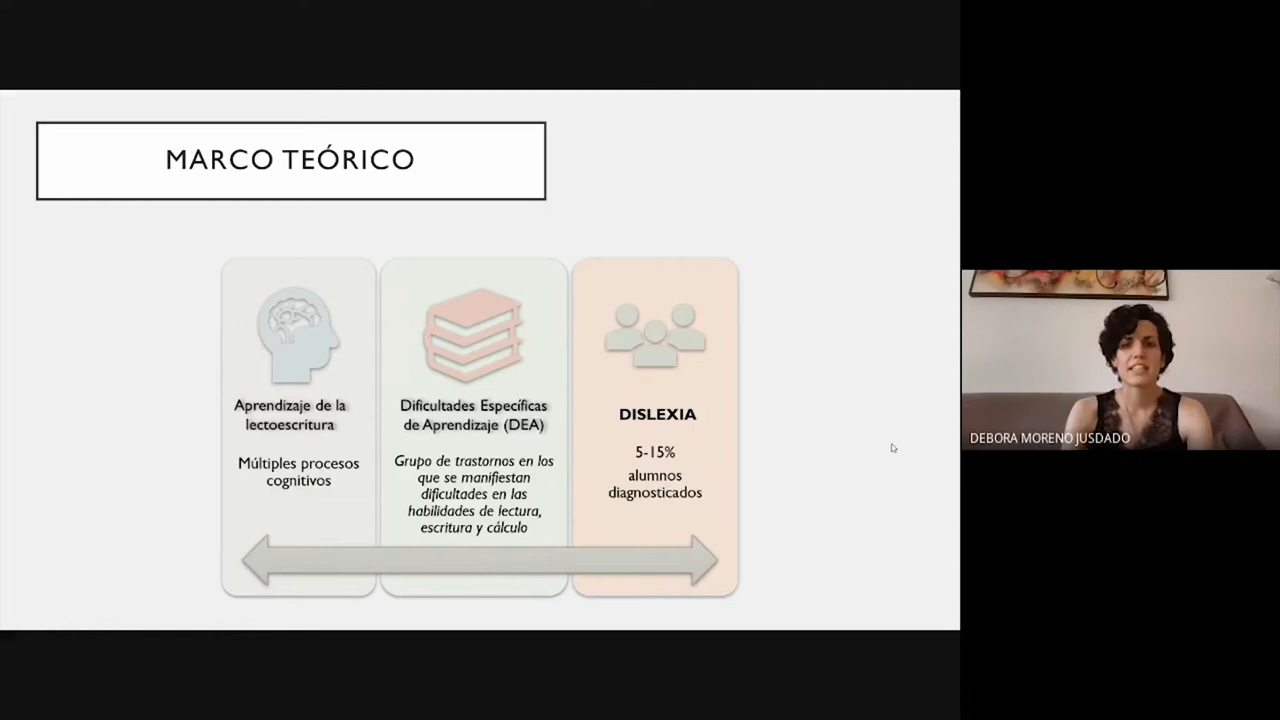 MARCO TEÓRICO
Aprendizaje de la
lectoescritura
Múltiples procesos
cognitivos
Dificultades Específicas
de Aprendizaje (DEA)
Grupo de trastornos en los
que se manifiestan
dificultades en las
habilidades de lectura,
escritura y cálculo
DISLEXIA
5-15%
alumnos
diagnosticados
DEBORA MORENO JUSDADO